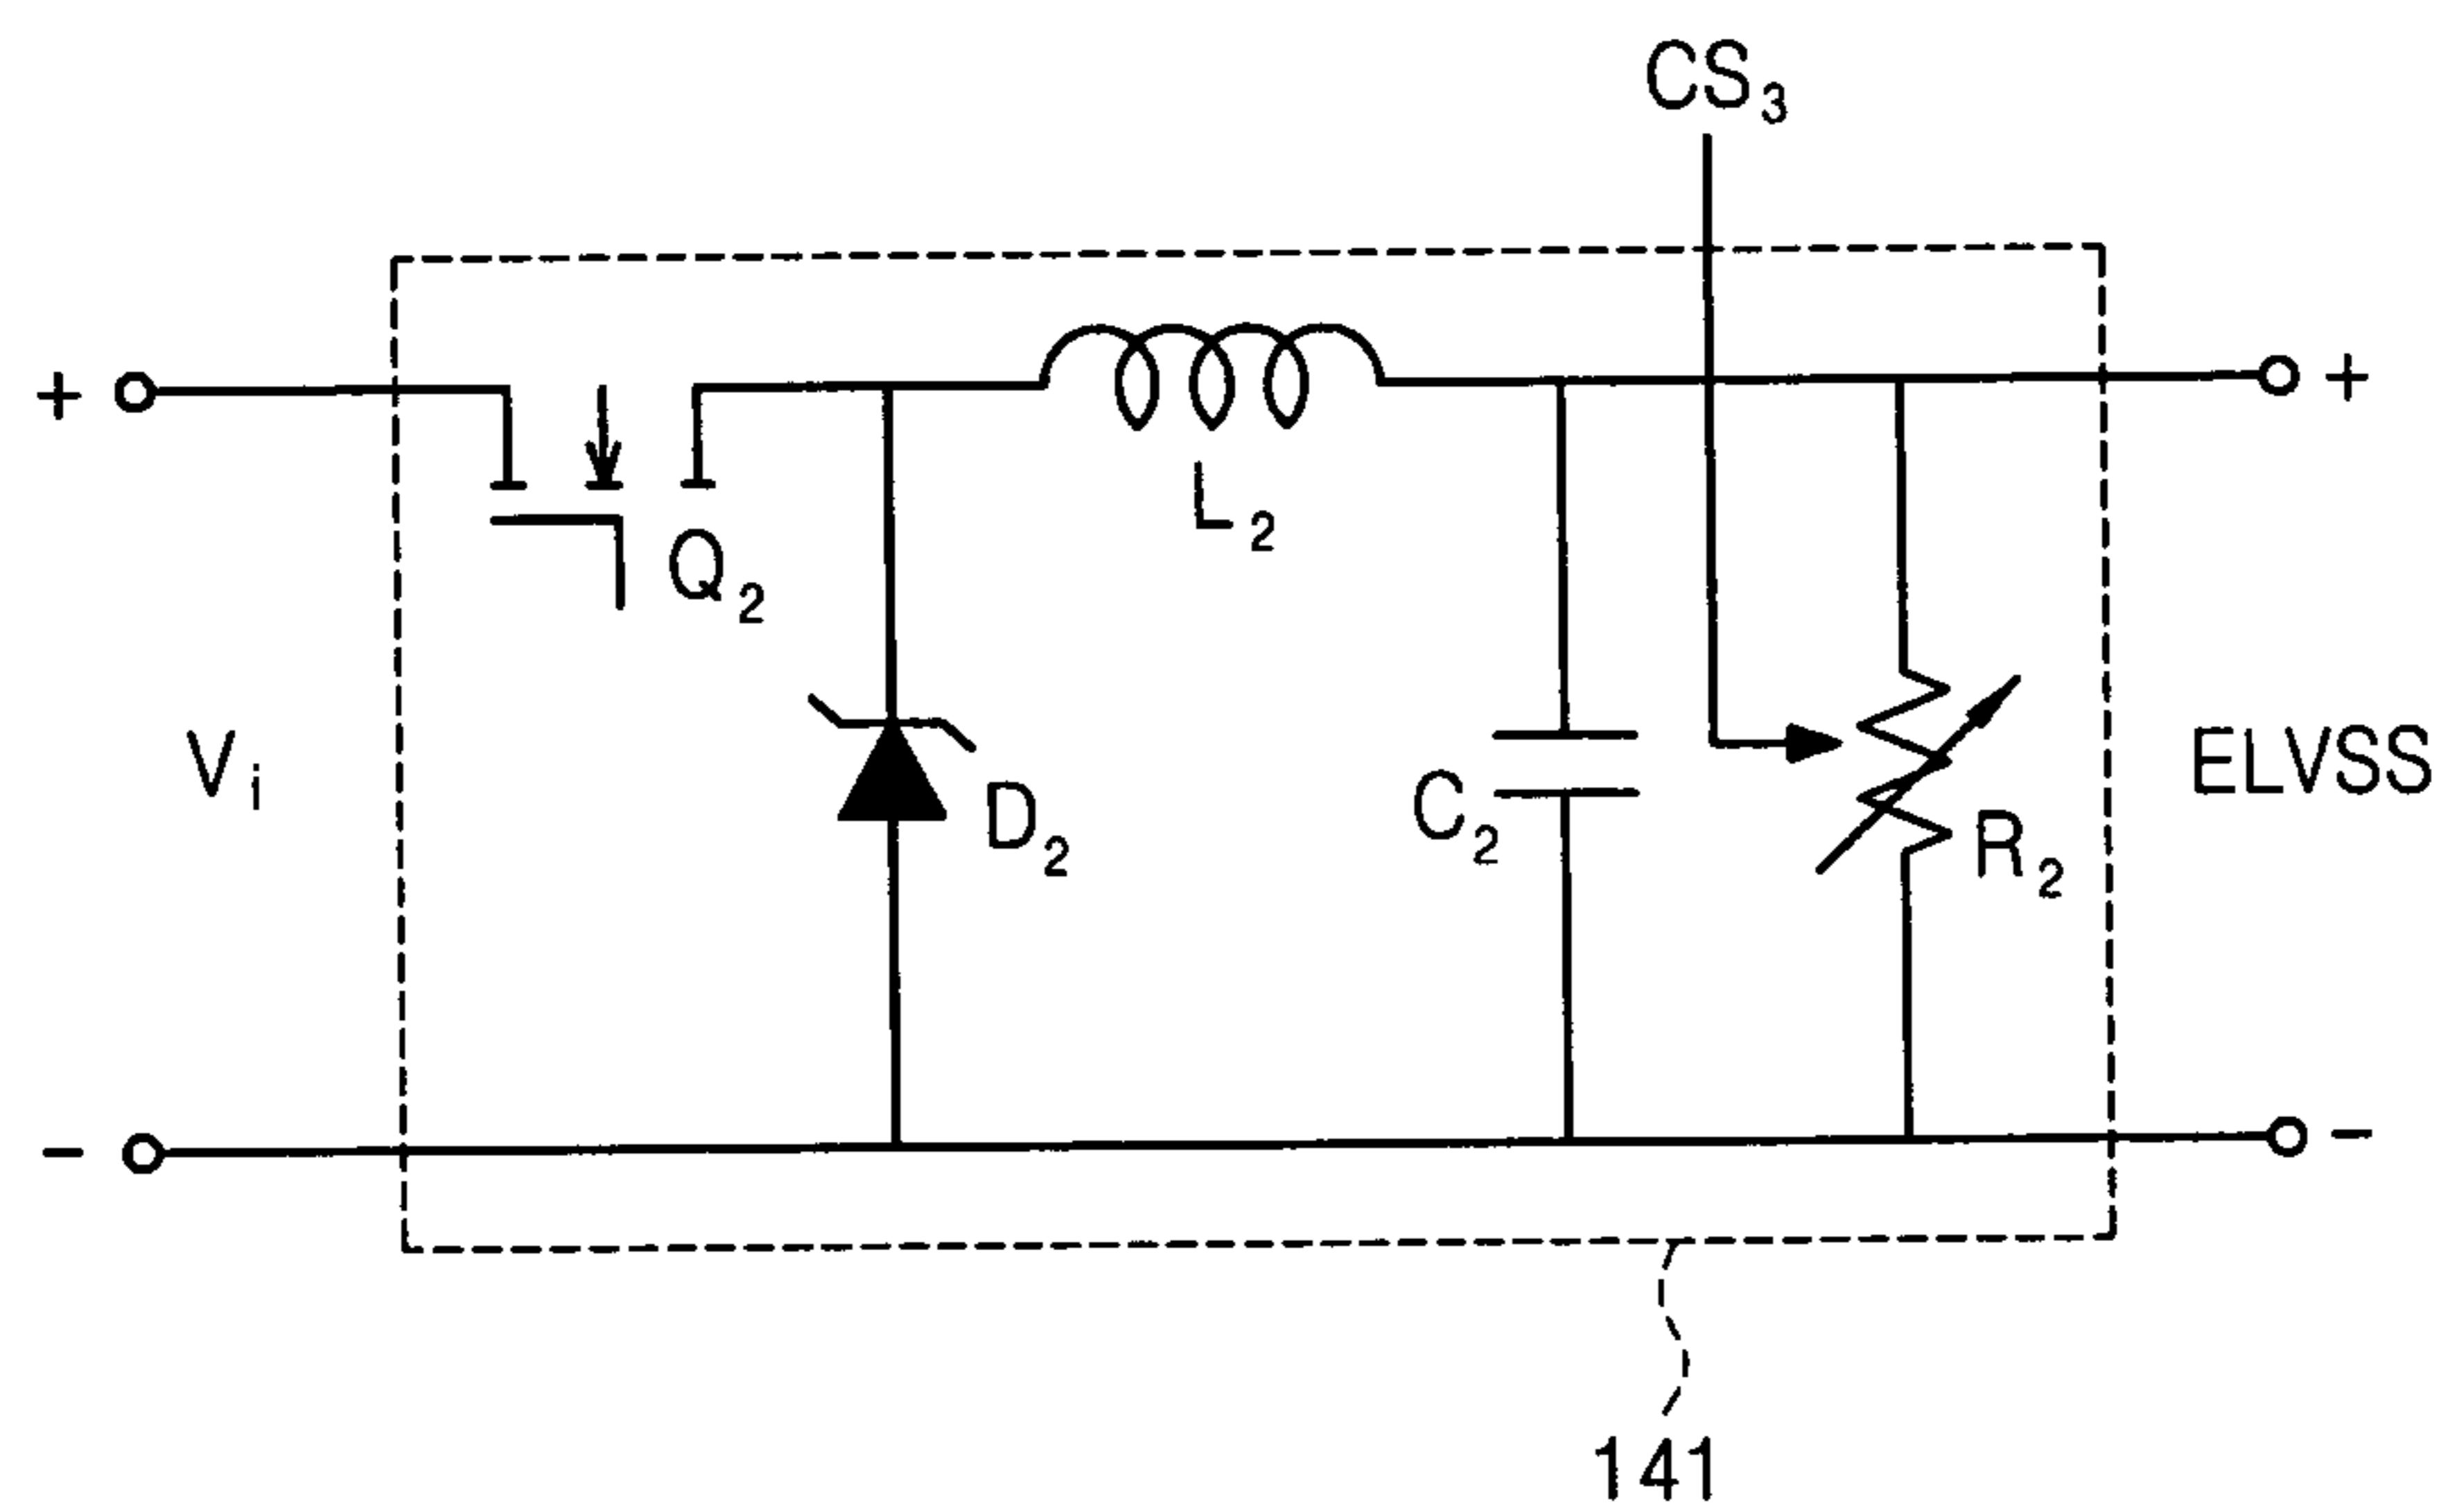 CS₃
+ +
L₂
Q₂
Vᵢ D₂ C₂ R₂ ELVSS
- -
141